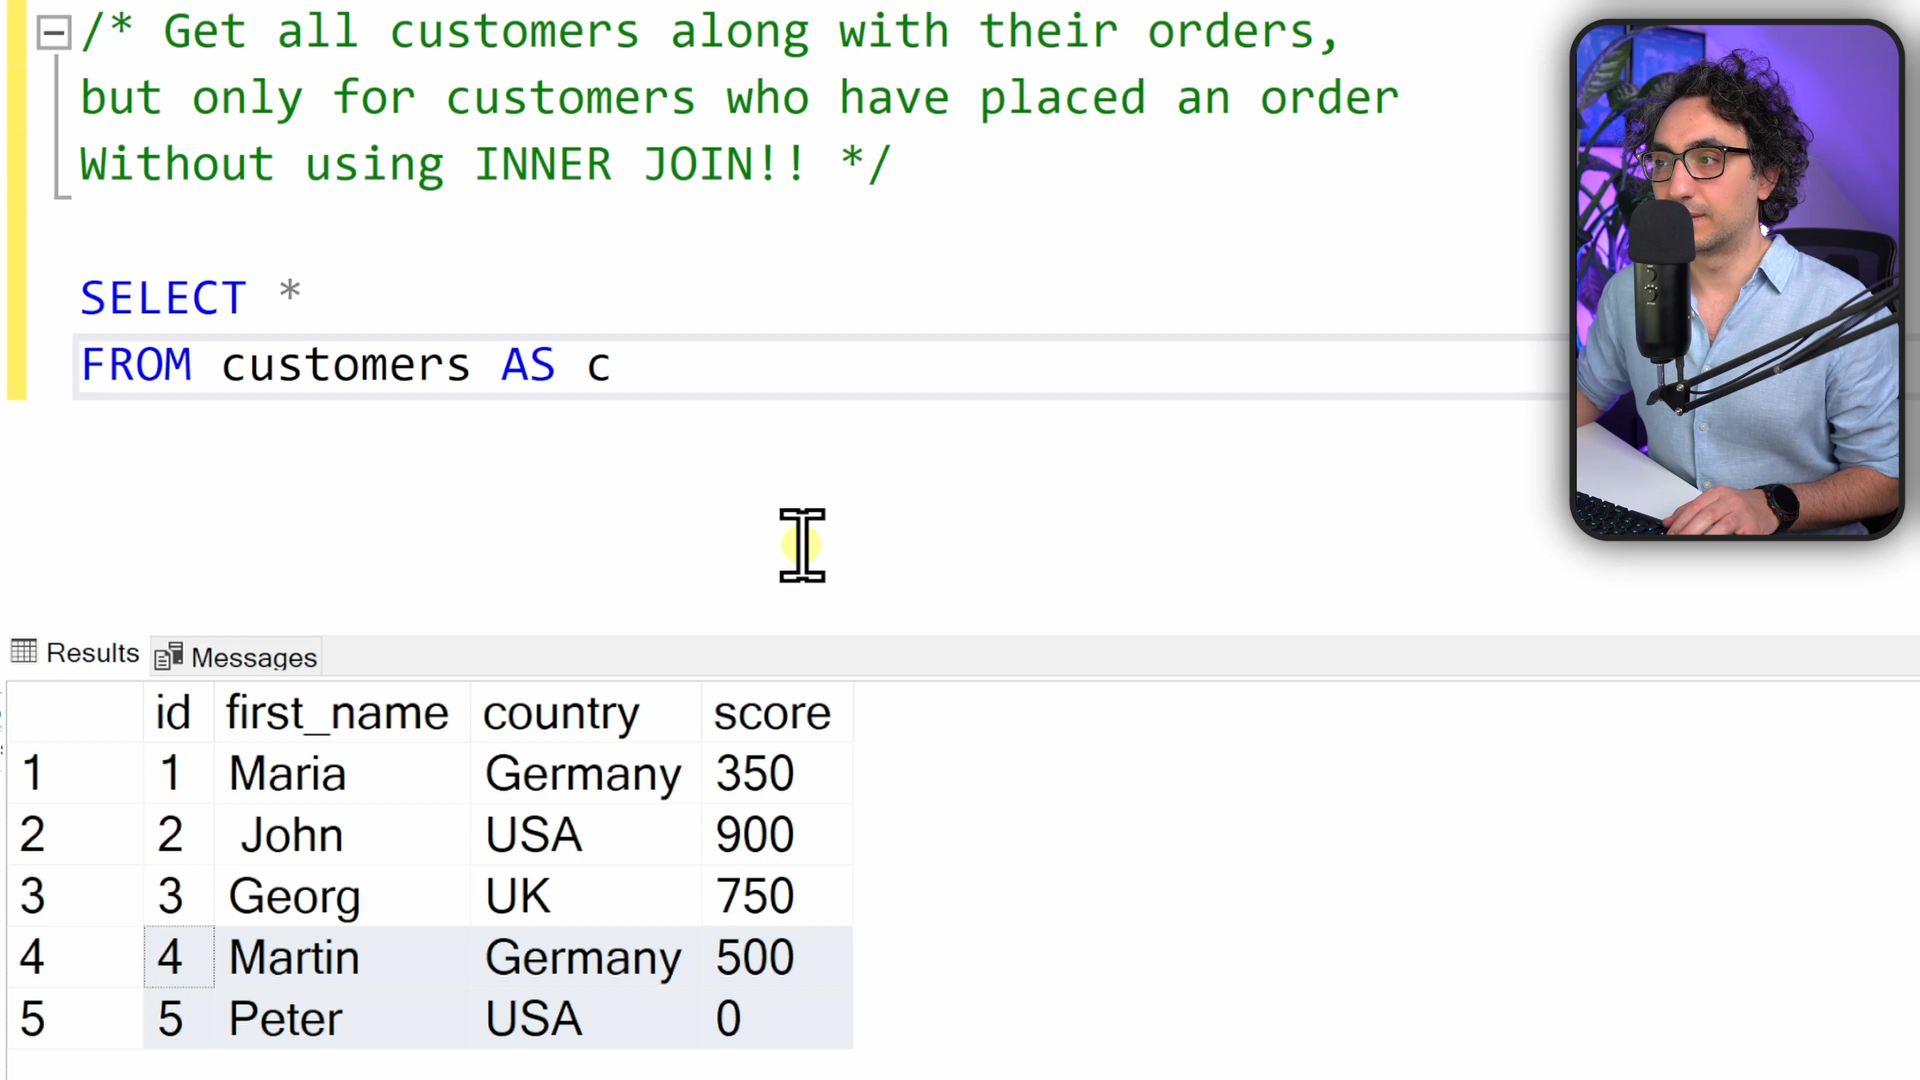 /* Get all customers along with their orders,
but only for customers who have placed an order
Without using INNER JOIN!! */
SELECT *
FROM customers AS c
Results Messages
id first_name country score
1 1 Maria Germany 350
2 2 John USA 900
3 3 Georg UK 750
4 4 Martin Germany 500
5 5 Peter USA 0